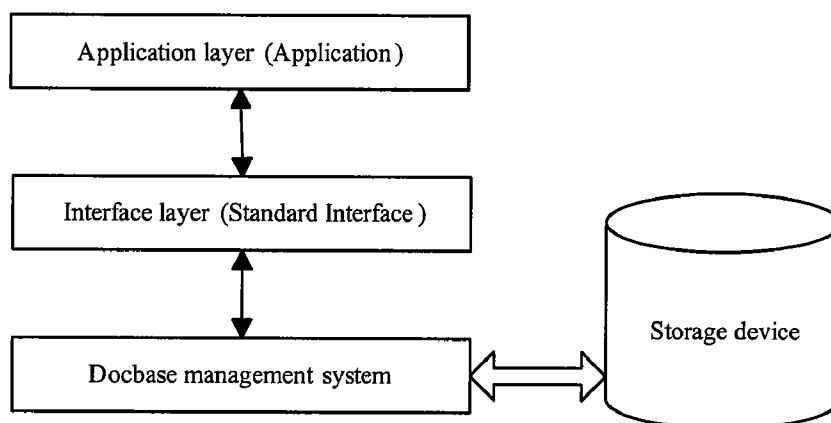 Application layer (Application)
Interface layer (Standard Interface)
Storage device
Docbase management system